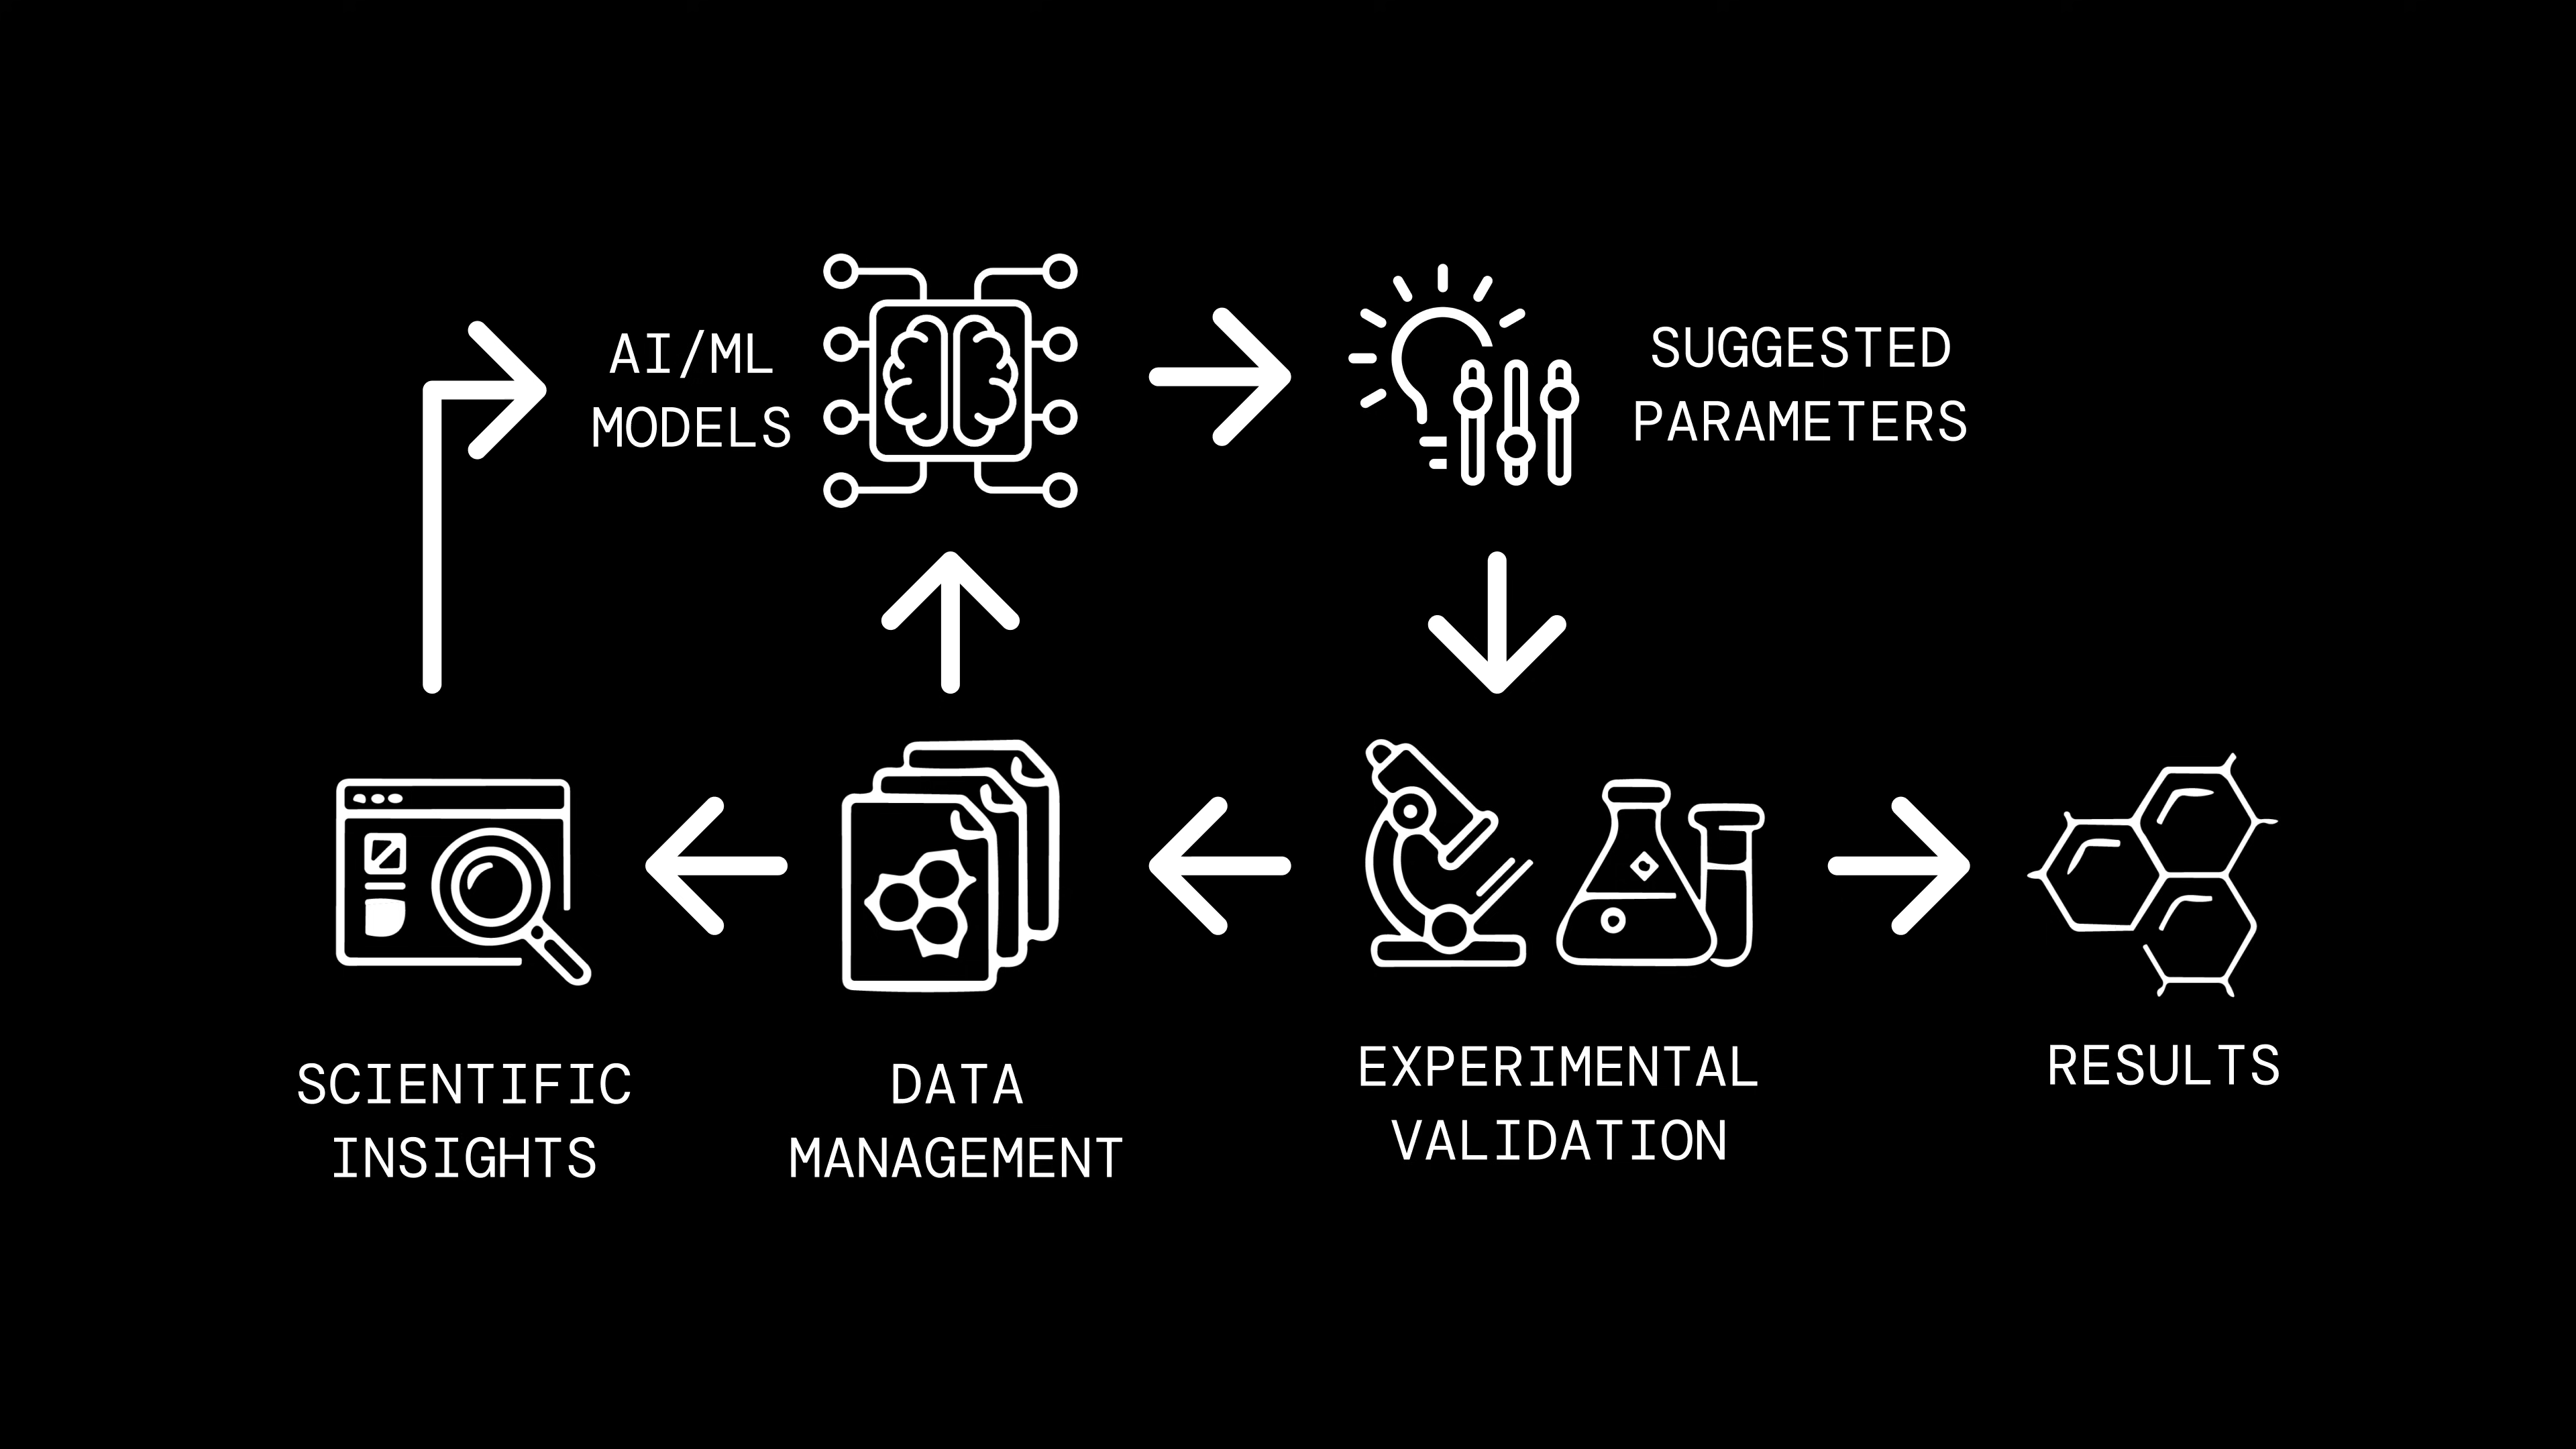 AI/ML
MODELS
SUGGESTED
PARAMETERS
SCIENTIFIC
INSIGHTS
DATA
MANAGEMENT
EXPERIMENTAL
VALIDATION
RESULTS